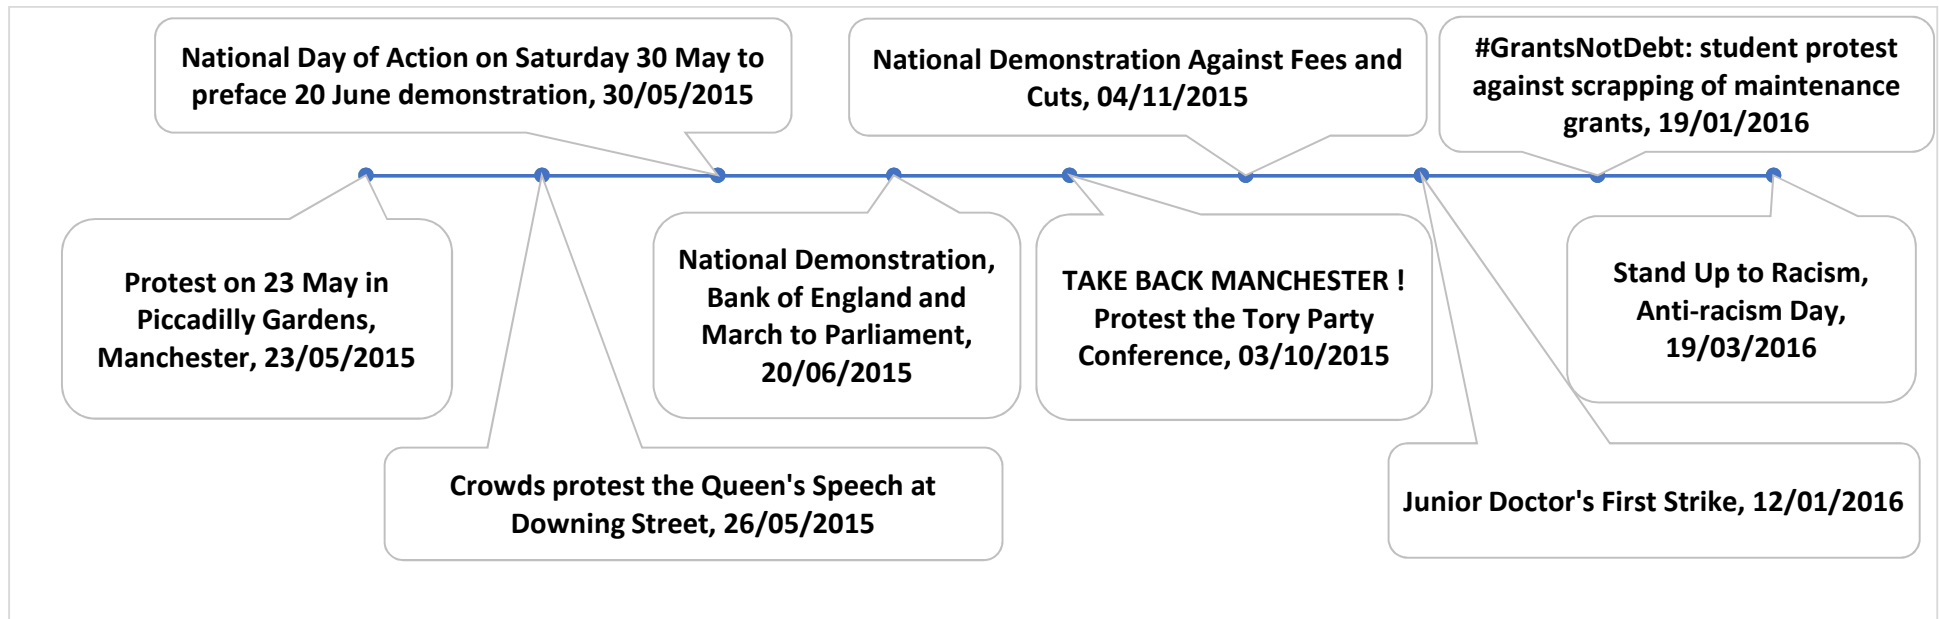 National Day of Action on Saturday 30 May to
preface 20 June demonstration, 30/05/2015
National Demonstration Against Fees and
Cuts, 04/11/2015
#GrantsNotDebt: student protest
against scrapping of maintenance
grants, 19/01/2016
Protest on 23 May in
Piccadilly Gardens,
Manchester, 23/05/2015
National Demonstration,
Bank of England and
March to Parliament,
20/06/2015
TAKE BACK MANCHESTER !
Protest the Tory Party
Conference, 03/10/2015
Stand Up to Racism,
Anti-racism Day,
19/03/2016
Crowds protest the Queen's Speech at
Downing Street, 26/05/2015
Junior Doctor's First Strike, 12/01/2016